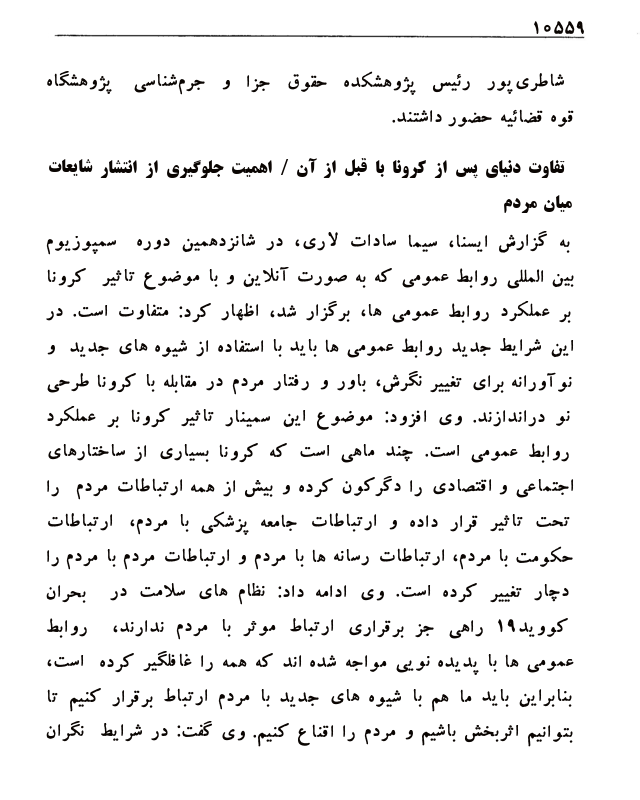 ۱۰۵۵۹
شاطری‌پور رئیس پژوهشکده حقوق جزا و جرم‌شناسی پژوهشگاه
قوه قضائیه حضور داشتند.
تفاوت دنیای پس از کرونا با قبل از آن / اهمیت جلوگیری از انتشار شایعات
میان مردم
به گزارش ایسنا، سیما سادات لاری، در شانزدهمین دوره سمپوزیوم
بین المللی روابط عمومی که به صورت آنلاین و با موضوع تاثیر کرونا
بر عملکرد روابط عمومی ها، برگزار شد، اظهار کرد: متفاوت است. در
این شرایط جدید روابط عمومی ها باید با استفاده از شیوه های جدید و
نوآورانه برای تغییر نگرش، باور و رفتار مردم در مقابله با کرونا طرحی
نو دراندازند. وی افزود: موضوع این سمینار تاثیر کرونا بر عملکرد
روابط عمومی است. چند ماهی است که کرونا بسیاری از ساختارهای
اجتماعی و اقتصادی را دگرکون کرده و بیش از همه ارتباطات مردم را
تحت تاثیر قرار داده و ارتباطات جامعه پزشکی با مردم، ارتباطات
حکومت با مردم، ارتباطات رسانه ها با مردم و ارتباطات مردم با مردم را
دچار تغییر کرده است. وی ادامه داد: نظام های سلامت در بحران
کووید۱۹ راهی جز برقراری ارتباط موثر با مردم ندارند، روابط
عمومی ها با پدیده نویی مواجه شده اند که همه را غافلگیر کرده است،
بنابراین باید ما هم با شیوه های جدید با مردم ارتباط برقرار کنیم تا
بتوانیم اثربخش باشیم و مردم را اقناع کنیم. وی گفت: در شرایط نگران